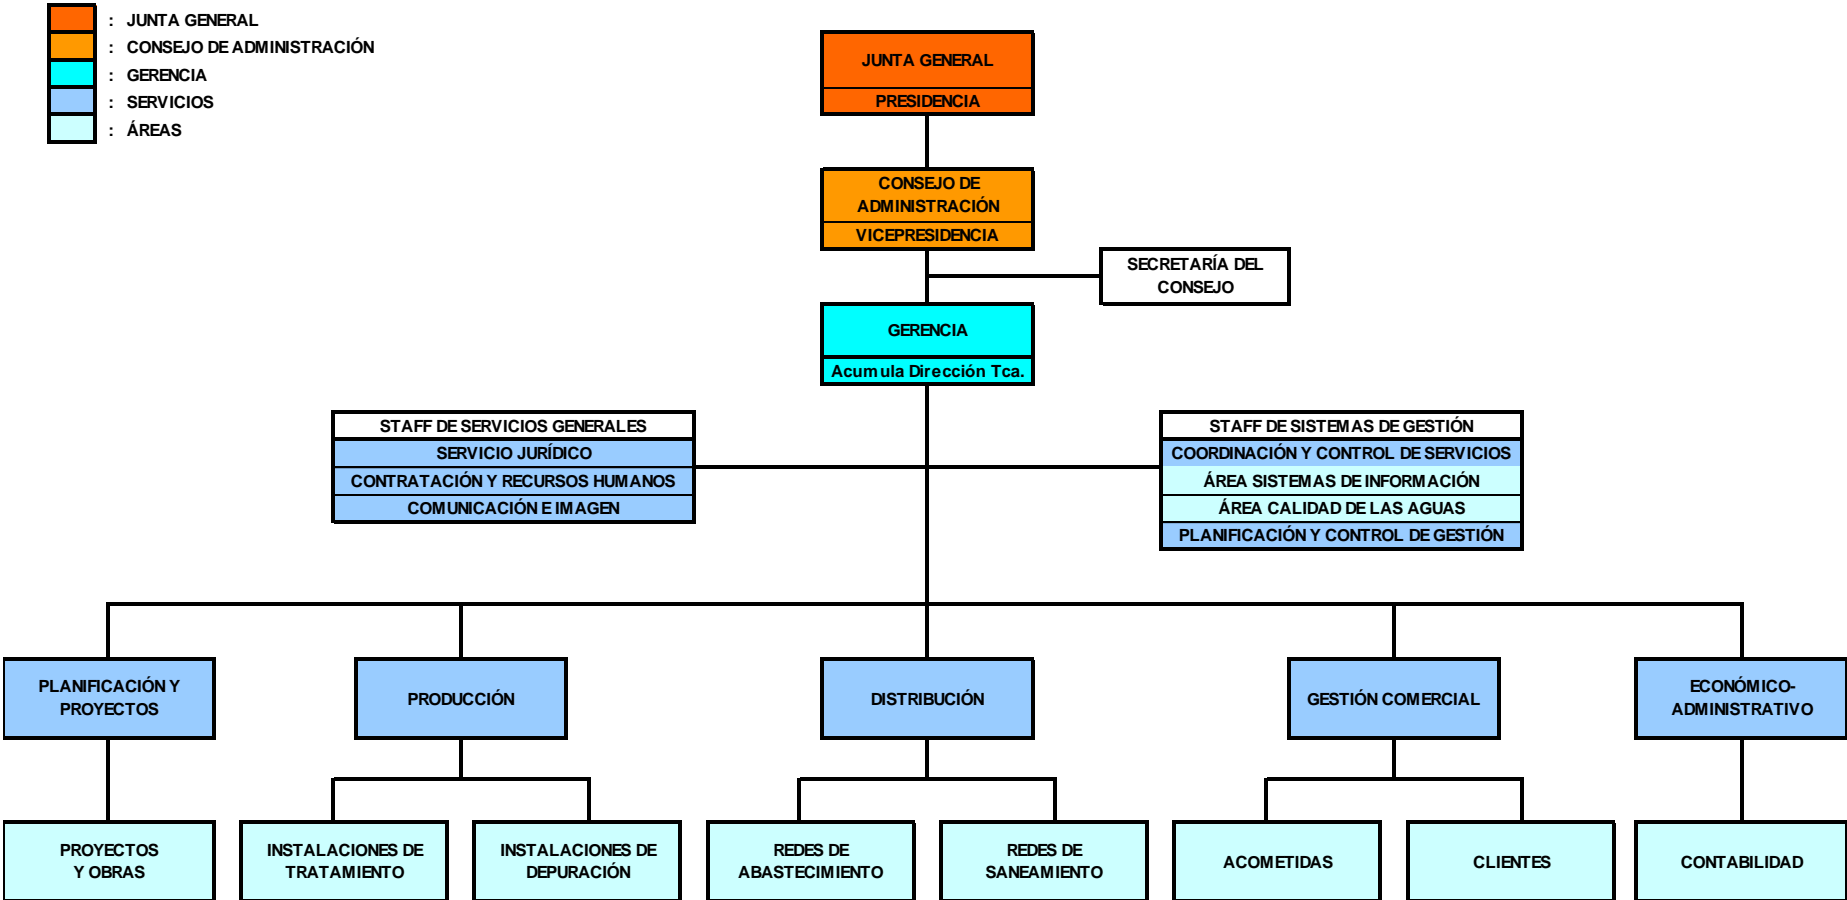 : JUNTA GENERAL
: CONSEJO DE ADMINISTRACIÓN
: GERENCIA
: SERVICIOS
: ÁREAS
JUNTA GENERAL
PRESIDENCIA
CONSEJO DE
ADMINISTRACIÓN
VICEPRESIDENCIA
SECRETARÍA DEL
CONSEJO
GERENCIA
Acumula Dirección Tca.
STAFF DE SERVICIOS GENERALES
SERVICIO JURÍDICO
CONTRATACIÓN Y RECURSOS HUMANOS
COMUNICACIÓN E IMAGEN
STAFF DE SISTEMAS DE GESTIÓN
COORDINACIÓN Y CONTROL DE SERVICIOS
ÁREA SISTEMAS DE INFORMACIÓN
ÁREA CALIDAD DE LAS AGUAS
PLANIFICACIÓN Y CONTROL DE GESTIÓN
PLANIFICACIÓN Y
PROYECTOS
PRODUCCIÓN
DISTRIBUCIÓN
GESTIÓN COMERCIAL
ECONÓMICO-
ADMINISTRATIVO
PROYECTOS
Y OBRAS
INSTALACIONES DE
TRATAMIENTO
INSTALACIONES DE
DEPURACIÓN
REDES DE
ABASTECIMIENTO
REDES DE
SANEAMIENTO
ACOMETIDAS
CLIENTES
CONTABILIDAD